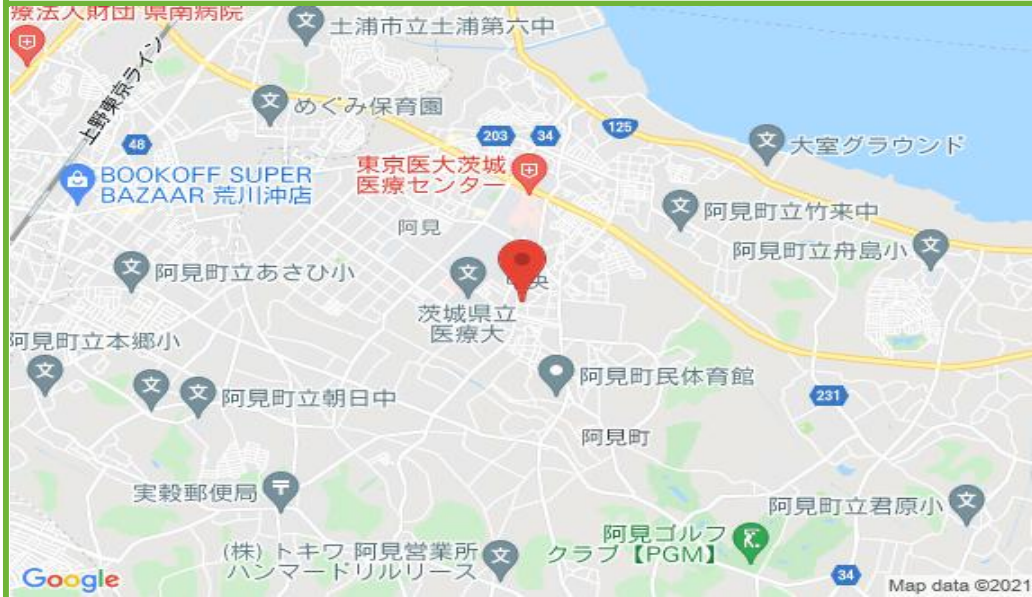 療法人財団 県南病院
土浦市立土浦第六中
上野東京ライン
めぐみ保育園
48
203
34
125
大室グラウンド
BOOKOFF SUPER
BAZAAR 荒川沖店
東京医大茨城
医療センター
阿見
阿見町立竹来中
阿見町立舟島小
阿見町立あさひ小
茨城県立
医療大
阿見町立本郷小
阿見町民体育館
阿見町立朝日中
231
阿見町
実穀郵便局
阿見町立君原小
阿見ゴルフ
クラブ【PGM】
(株) トキワ 阿見営業所
ハンマードリルリース
34
Google
Map data ©2021